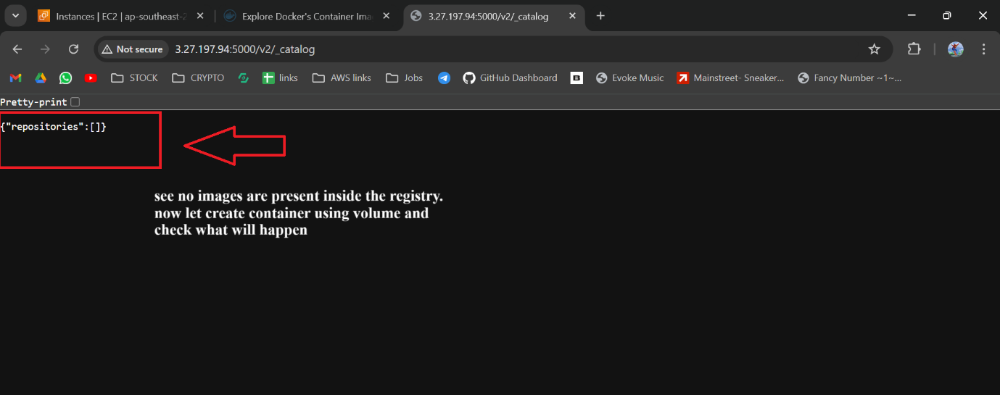 Instances | EC2 | ap-southeast-2
Explore Docker's Container Ima
3.27.197.94:5000/v2/_catalog
Not secure
3.27.197.94:5000/v2/_catalog
STOCK
CRYPTO
links
AWS links
Jobs
GitHub Dashboard
B
Evoke Music
Mainstreet- Sneaker...
Fancy Number ~1~...
Pretty-print
{"repositories":[]}
see no images are present inside the registry.
now let create container using volume and
check what will happen